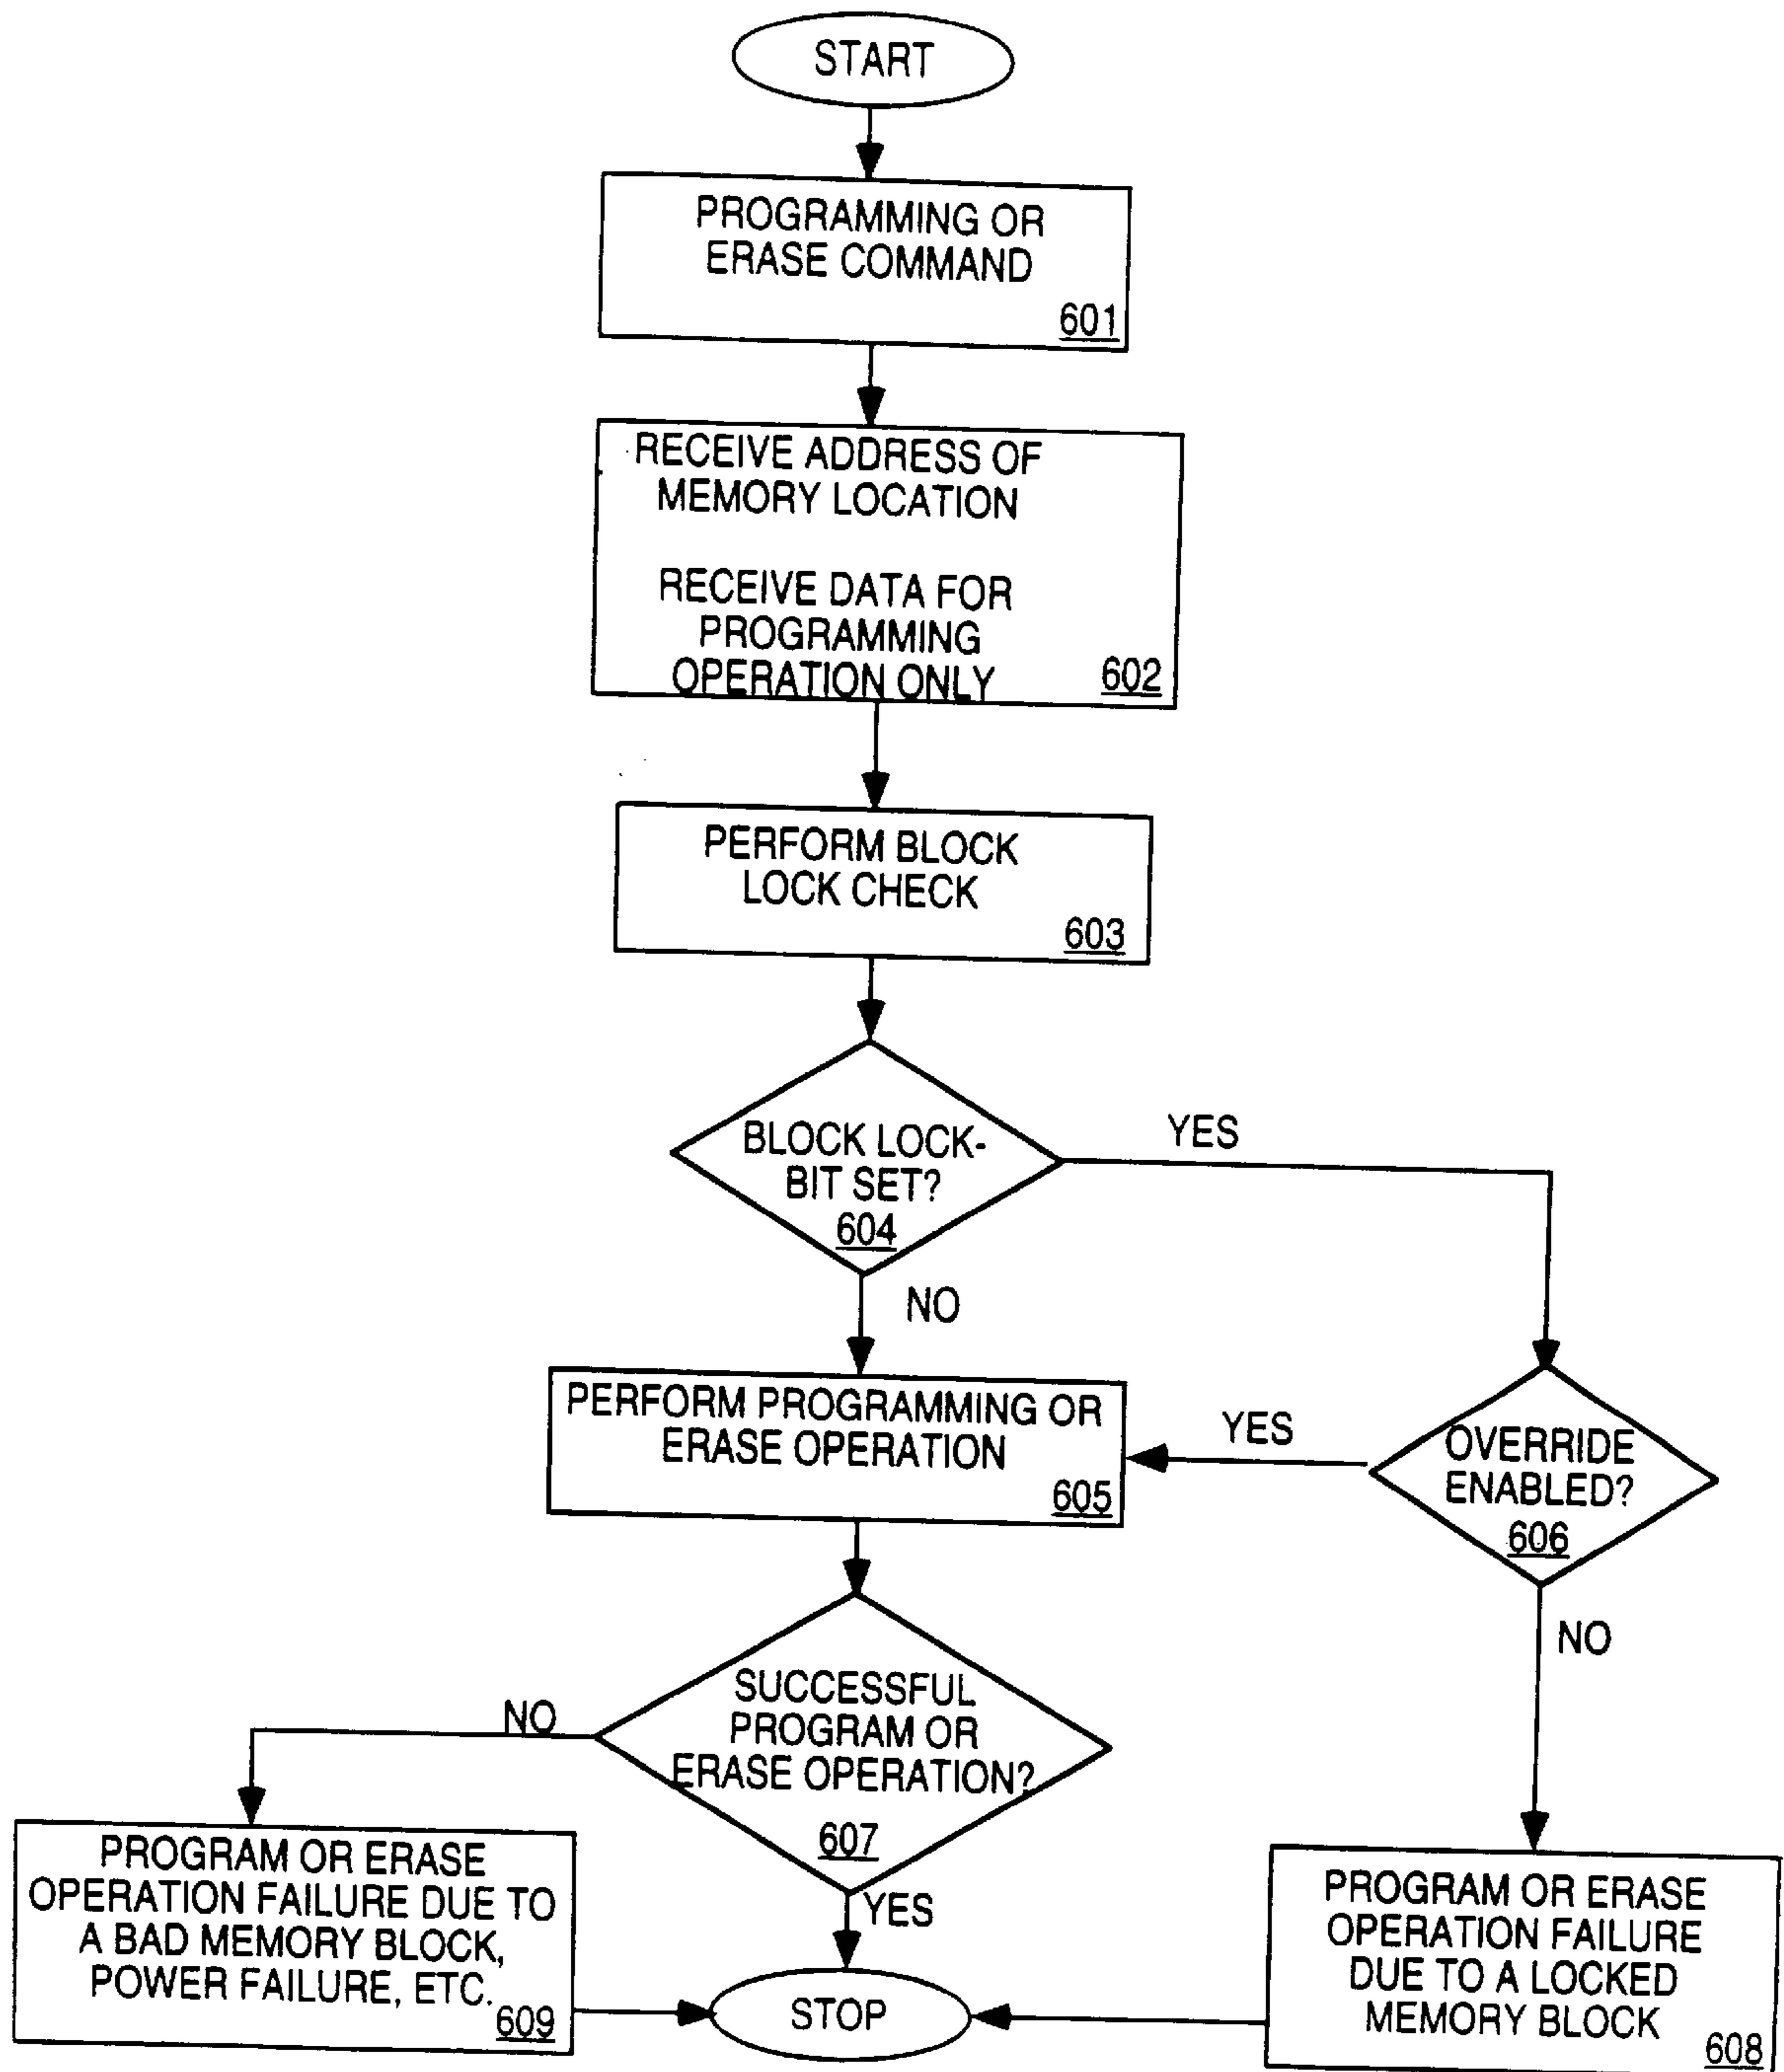 START
PROGRAMMING OR
ERASE COMMAND
601
RECEIVE ADDRESS OF
MEMORY LOCATION
RECEIVE DATA FOR
PROGRAMMING
OPERATION ONLY
602
PERFORM BLOCK
LOCK CHECK
603
BLOCK LOCK-
BIT SET?
604
YES
NO
PERFORM PROGRAMMING OR
ERASE OPERATION
605
YES
OVERRIDE
ENABLED?
606
NO
SUCCESSFUL
PROGRAM OR
ERASE OPERATION?
607
NO
YES
PROGRAM OR ERASE
OPERATION FAILURE DUE TO
A BAD MEMORY BLOCK,
POWER FAILURE, ETC.
609
STOP
PROGRAM OR ERASE
OPERATION FAILURE
DUE TO A LOCKED
MEMORY BLOCK
608